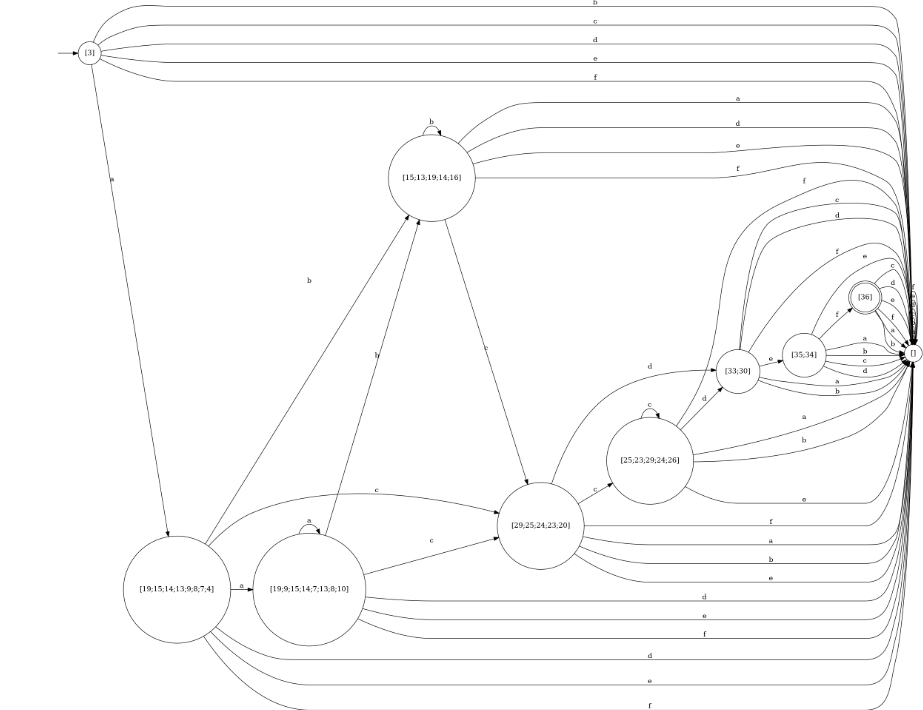 b
c
[3]
d
e
f
a
a
b
[15;13;19;14;16]
d
e
f
f
c
d
b
f
e
c
[36]
d
f
e
f
f
a
b
b
c
[35;34]
a
b
c
d
[]
d
e
[33;30]
a
b
c
d
a
[25;23;29;24;26]
b
c
c
e
a
c
[29;25;24;23;20]
f
a
b
e
[19;15;14;13;9;8;7;4]
a
[19;9;15;14;7;13;8;10]
d
e
f
d
e
f